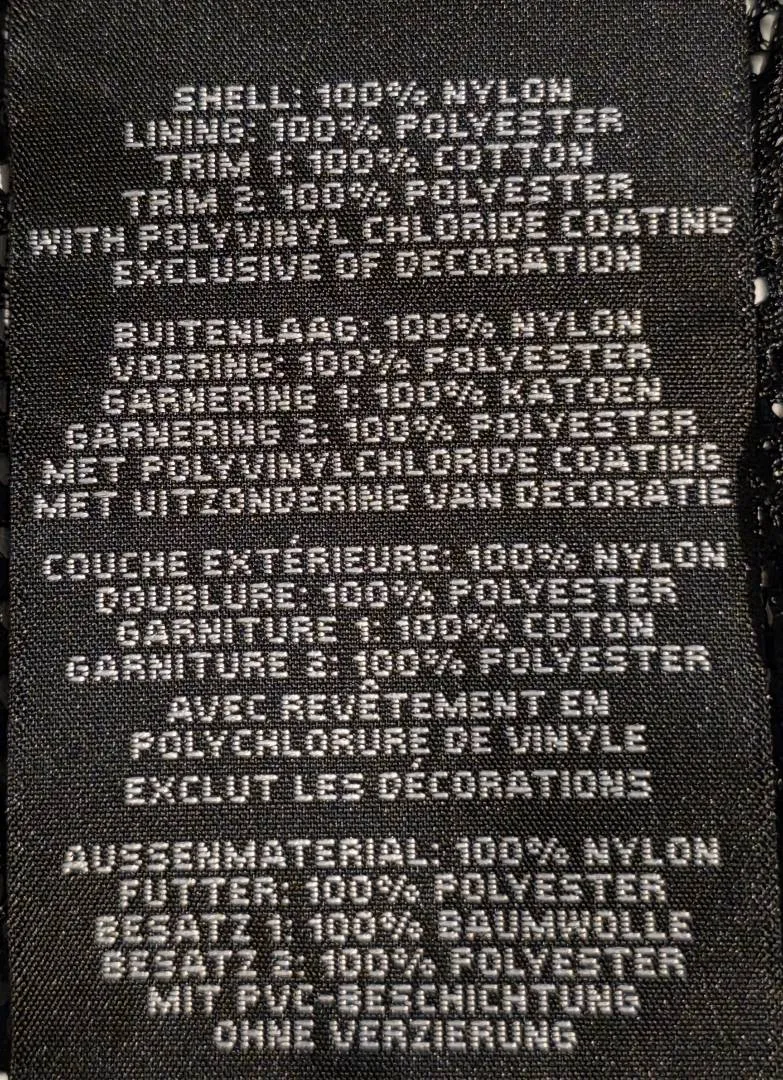 SHELL: 100% NYLON
LINING: 100% POLYESTER
TRIM 1: 100% COTTON
TRIM 2: 100% POLYESTER
WITH POLYVINYL CHLORIDE COATING
EXCLUSIVE OF DECORATION
BUITENLAAG: 100% NYLON
VOERING: 100% POLYESTER
GARNERING 1: 100% KATOEN
GARNERING 2: 100% POLYESTER
MET POLYVINYLCHLORIDE COATING
MET UITZONDERING VAN DECORATIE
COUCHE EXTÉRIEURE: 100% NYLON
DOUBLURE: 100% POLYESTER
GARNITURE 1: 100% COTON
GARNITURE 2: 100% POLYESTER
AVEC REVÊTEMENT EN
POLYCHLORURE DE VINYLE
EXCLUT LES DÉCORATIONS
AUSSENMATERIAL: 100% NYLON
FUTTER: 100% POLYESTER
BESATZ 1: 100% BAUMWOLLE
BESATZ 2: 100% POLYESTER
MIT PVC-BESCHICHTUNG
OHNE VERZIERUNG